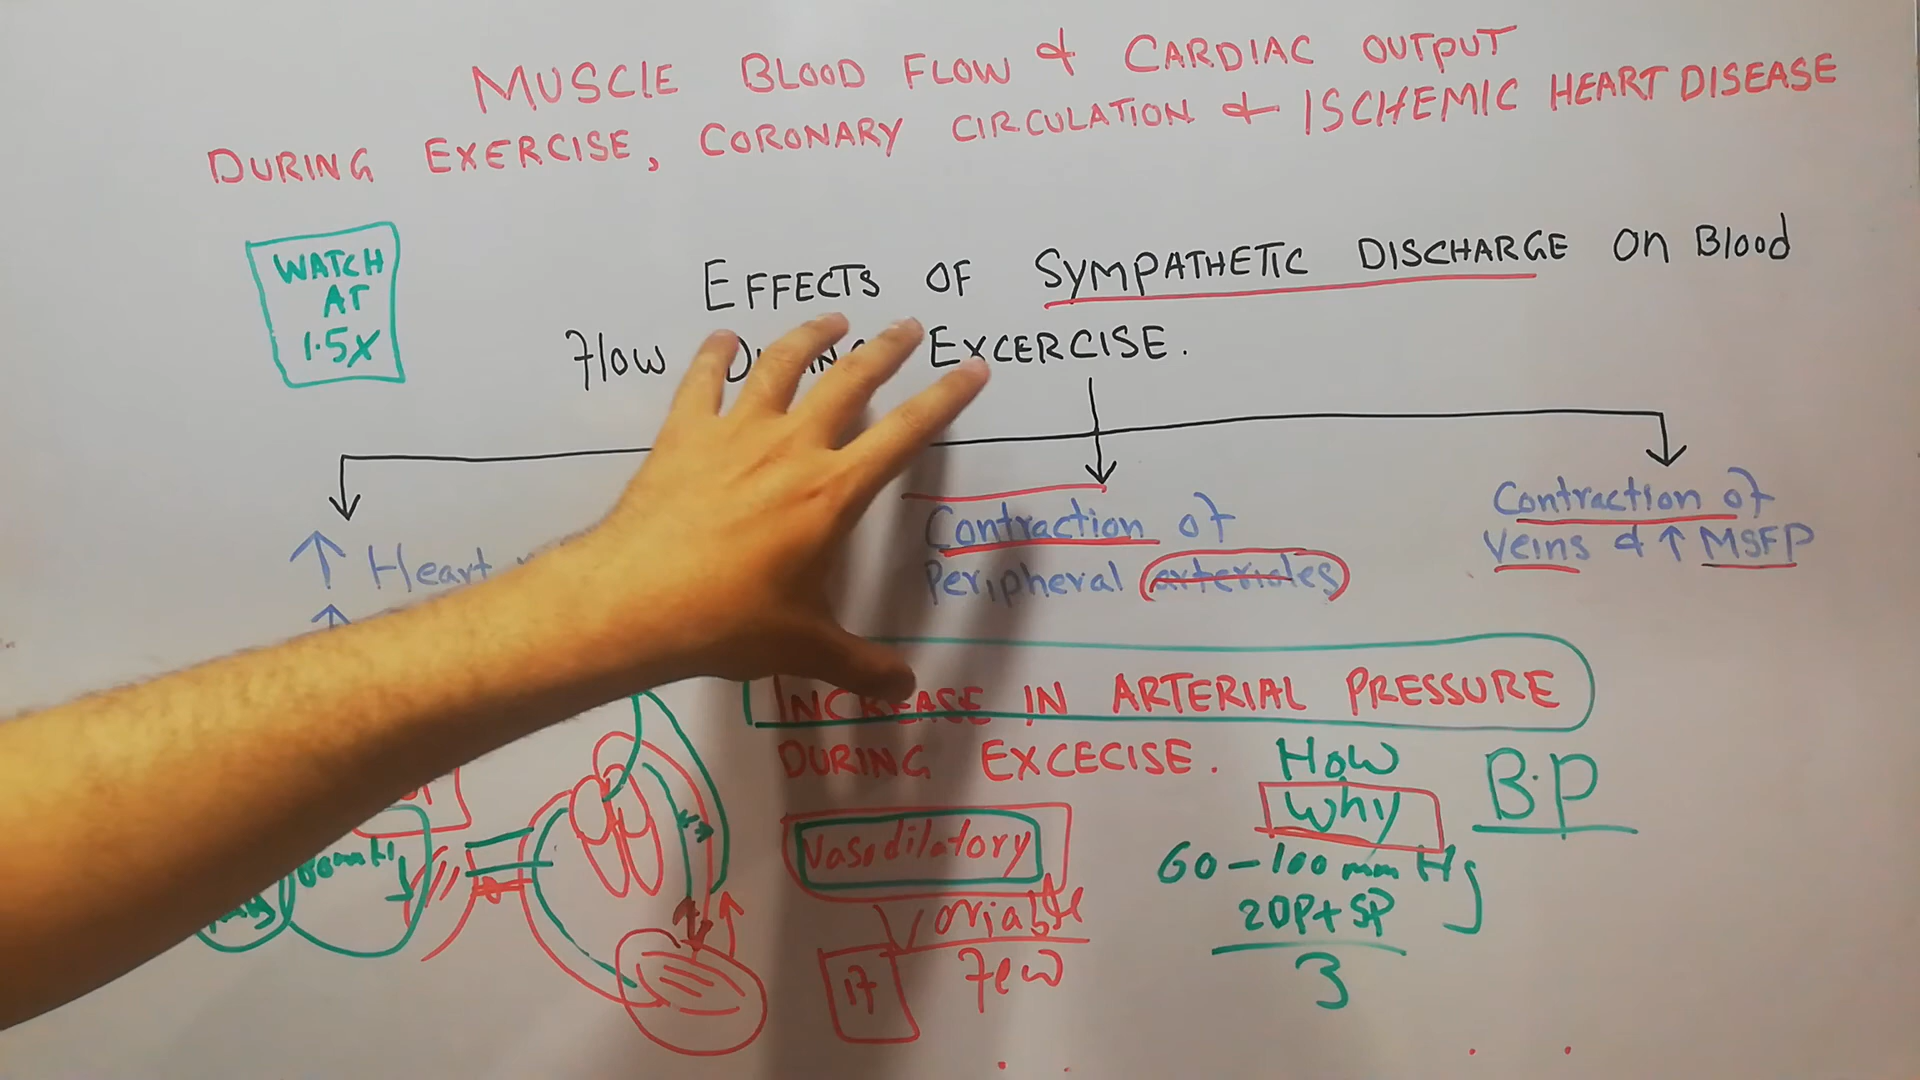 MUSCLE BLOOD FLOW & CARDIAC OUTPUT
DURING EXERCISE, CORONARY CIRCULATION & ISCHEMIC HEART DISEASE
WATCH
AT
1.5X
EFFECTS OF SYMPATHETIC DISCHARGE ON Blood
Flow EXCERCISE.
↑ Heart
↑
Contraction of
Peripheral arterioles
Contraction of
Veins & ↑ MSFP
INCREASE IN ARTERIAL PRESSURE
DURING EXCECISE.
How
Why
B.P
Vasodilatory
Variable
17 Few
60-100 mm Hg
2DP+SP
3